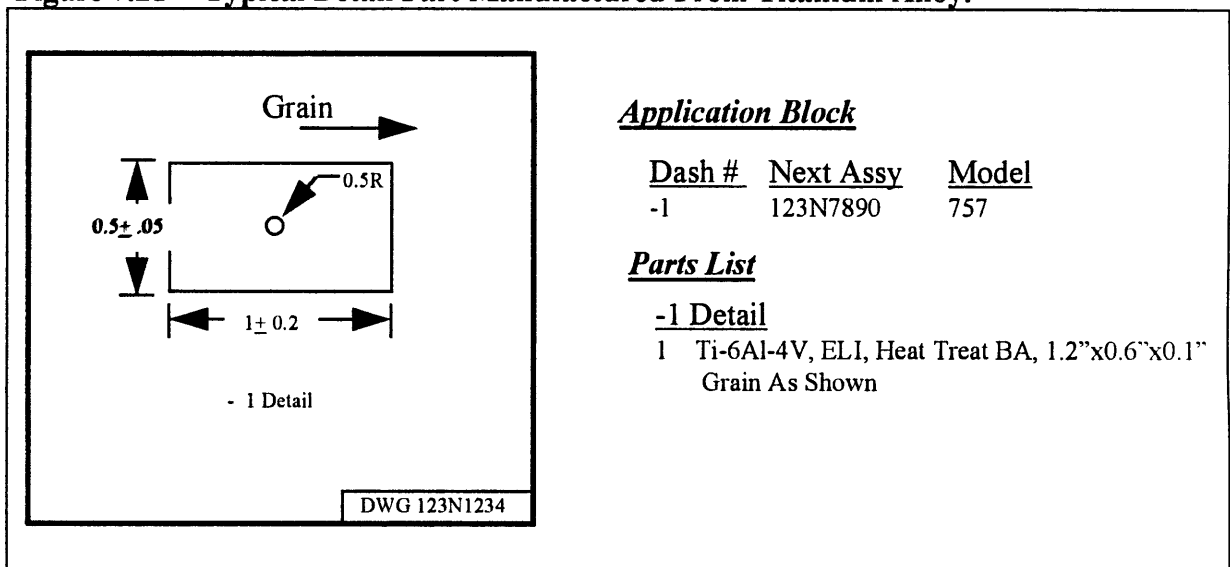 Grain
0.5R
0.5± .05
1± 0.2
- 1 Detail
DWG 123N1234
Application Block
Dash # Next Assy Model
-1 123N7890 757
Parts List
-1 Detail
1 Ti-6Al-4V, ELI, Heat Treat BA, 1.2”x0.6”x0.1”
Grain As Shown